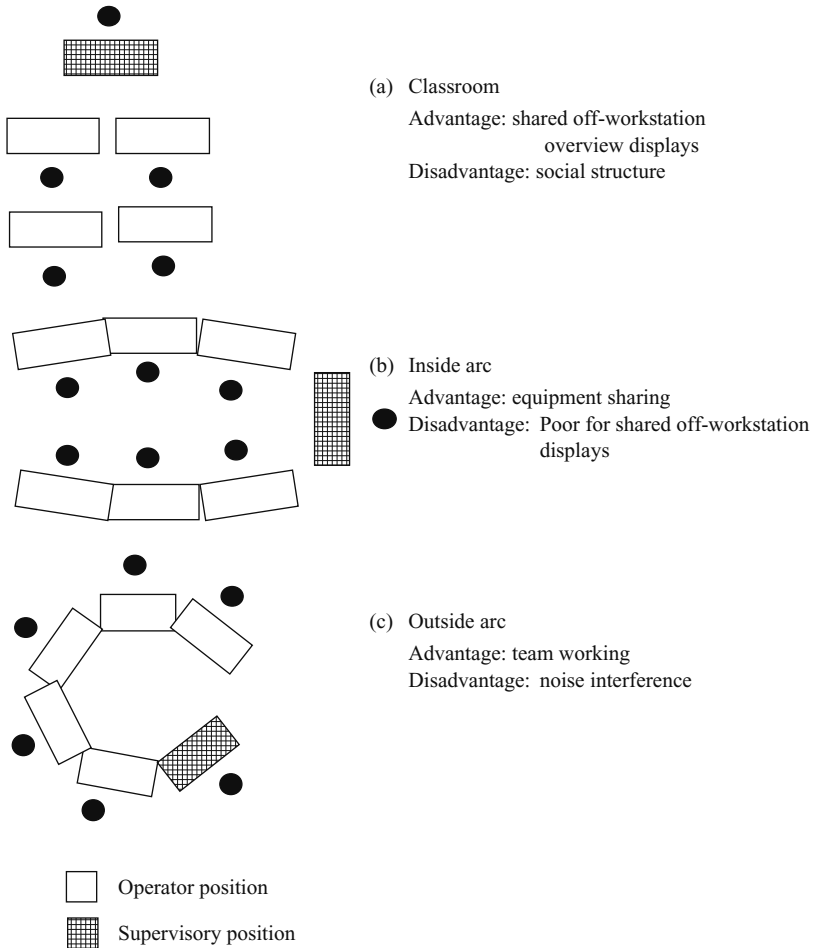 (a) Classroom
Advantage: shared off-workstation
overview displays
Disadvantage: social structure
(b) Inside arc
Advantage: equipment sharing
Disadvantage: Poor for shared off-workstation
displays
(c) Outside arc
Advantage: team working
Disadvantage: noise interference
Operator position
Supervisory position